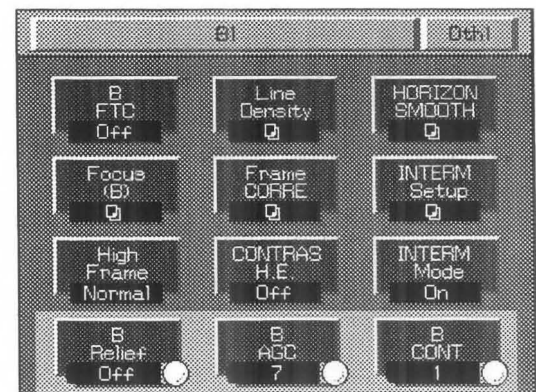 B1 Oth1
B
FTC
Off
Line
Density
HORIZON
SMOOTH
Focus
(B)
Frame
CORRE
INTERM
Setup
High
Frame
Normal
CONTRAS
H.E.
Off
INTERM
Mode
On
B
Relief
Off
B
AGC
7
B
CONT
1